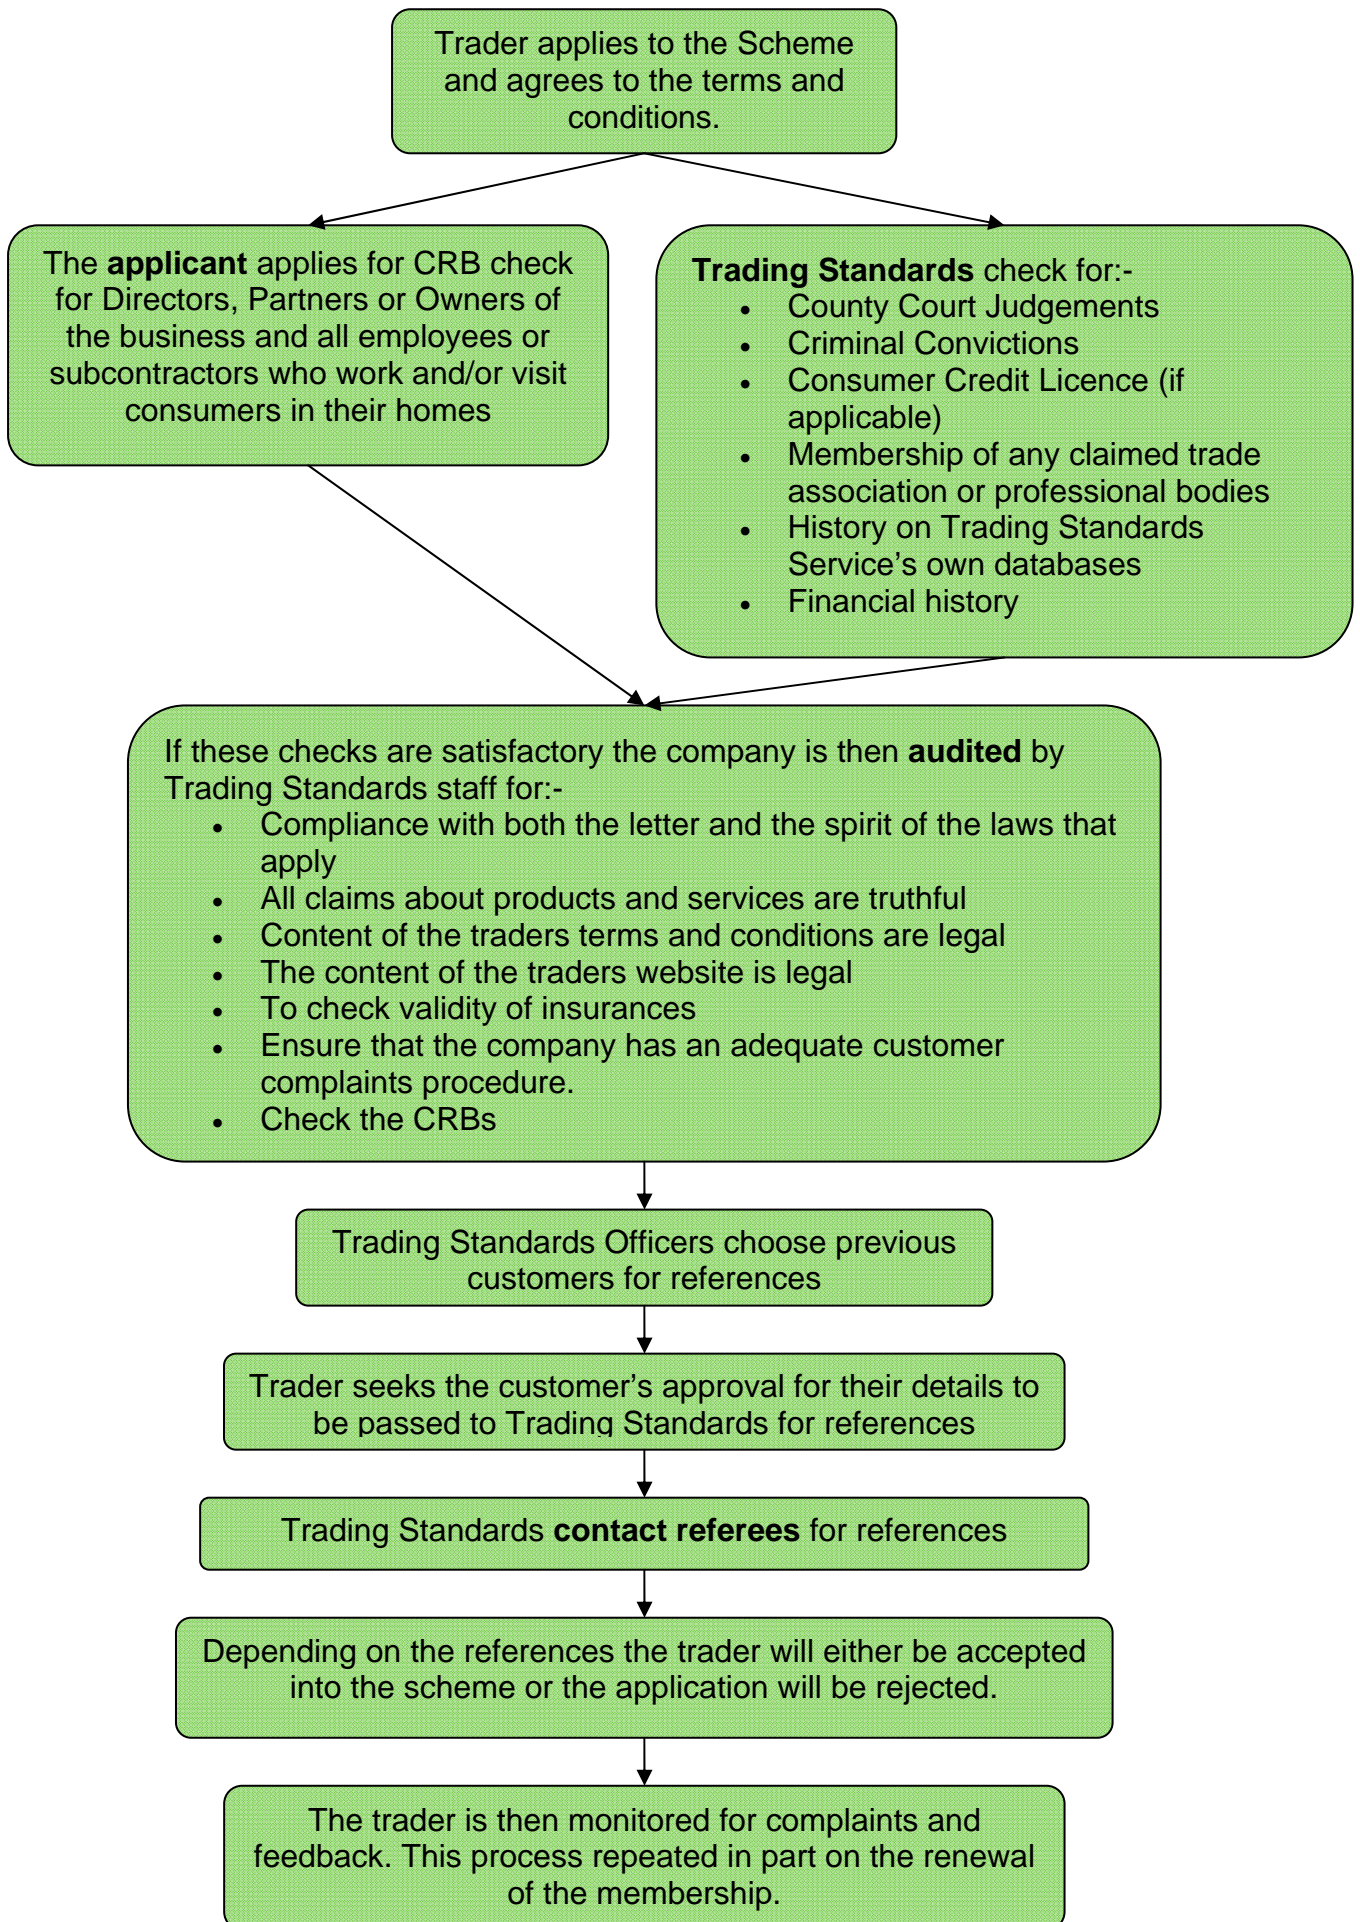 Trader applies to the Scheme
and agrees to the terms and
conditions.
The applicant applies for CRB check
for Directors, Partners or Owners of
the business and all employees or
subcontractors who work and/or visit
consumers in their homes
Trading Standards check for:-
• County Court Judgements
• Criminal Convictions
• Consumer Credit Licence (if
applicable)
• Membership of any claimed trade
association or professional bodies
• History on Trading Standards
Service’s own databases
• Financial history
If these checks are satisfactory the company is then audited by
Trading Standards staff for:-
• Compliance with both the letter and the spirit of the laws that
apply
• All claims about products and services are truthful
• Content of the traders terms and conditions are legal
• The content of the traders website is legal
• To check validity of insurances
• Ensure that the company has an adequate customer
complaints procedure.
• Check the CRBs
Trading Standards Officers choose previous
customers for references
Trader seeks the customer’s approval for their details to
be passed to Trading Standards for references
Trading Standards contact referees for references
Depending on the references the trader will either be accepted
into the scheme or the application will be rejected.
The trader is then monitored for complaints and
feedback. This process repeated in part on the renewal
of the membership.